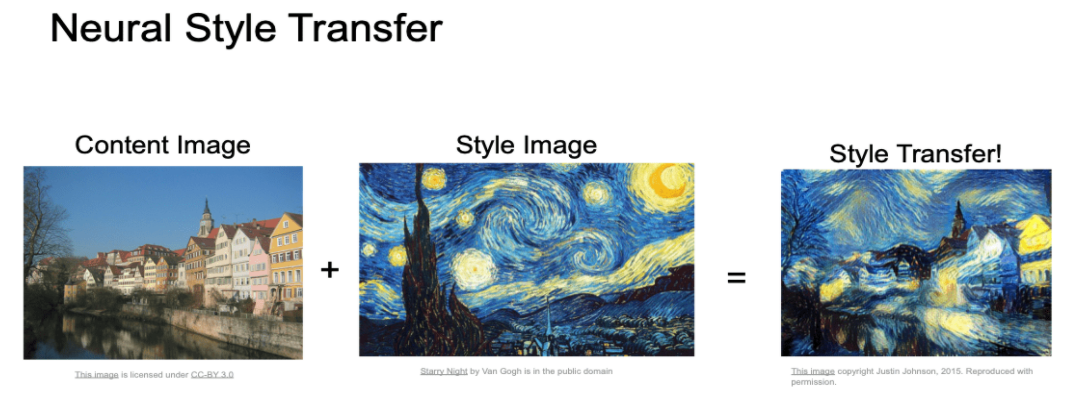 Neural Style Transfer
Content Image
Style Image
Style Transfer!
+
=
This image is licensed under CC-BY 3.0
Starry Night by Van Gogh is in the public domain
This image copyright Justin Johnson, 2015. Reproduced with
permission.